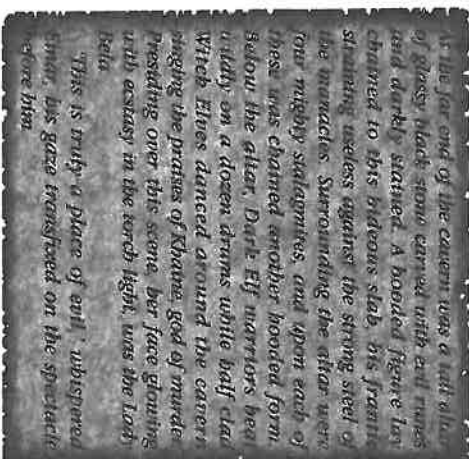 At the far end of the cavern was a tall altar
of glassy black stone carved with evil runes
and darkly stained. A hooded figure lay
chained to this hideous slab, his frantic
straining useless against the strong steel of
the manacles. Surrounding the altar were
four mighty stalagmites, and upon each of
these was chained another hooded form.
Below the altar, Dark Elf warriors beat
wildly on a dozen drums while half clad
Witch Elves danced around the cavern
singing the praises of Khaine, god of murder.
Presiding over this scene, her face glowing
with ecstasy in the torch light, was the Lady
Bela.
'This is truly a place of evil,' whispered
his gaze transfixed on the spectacle
before him.